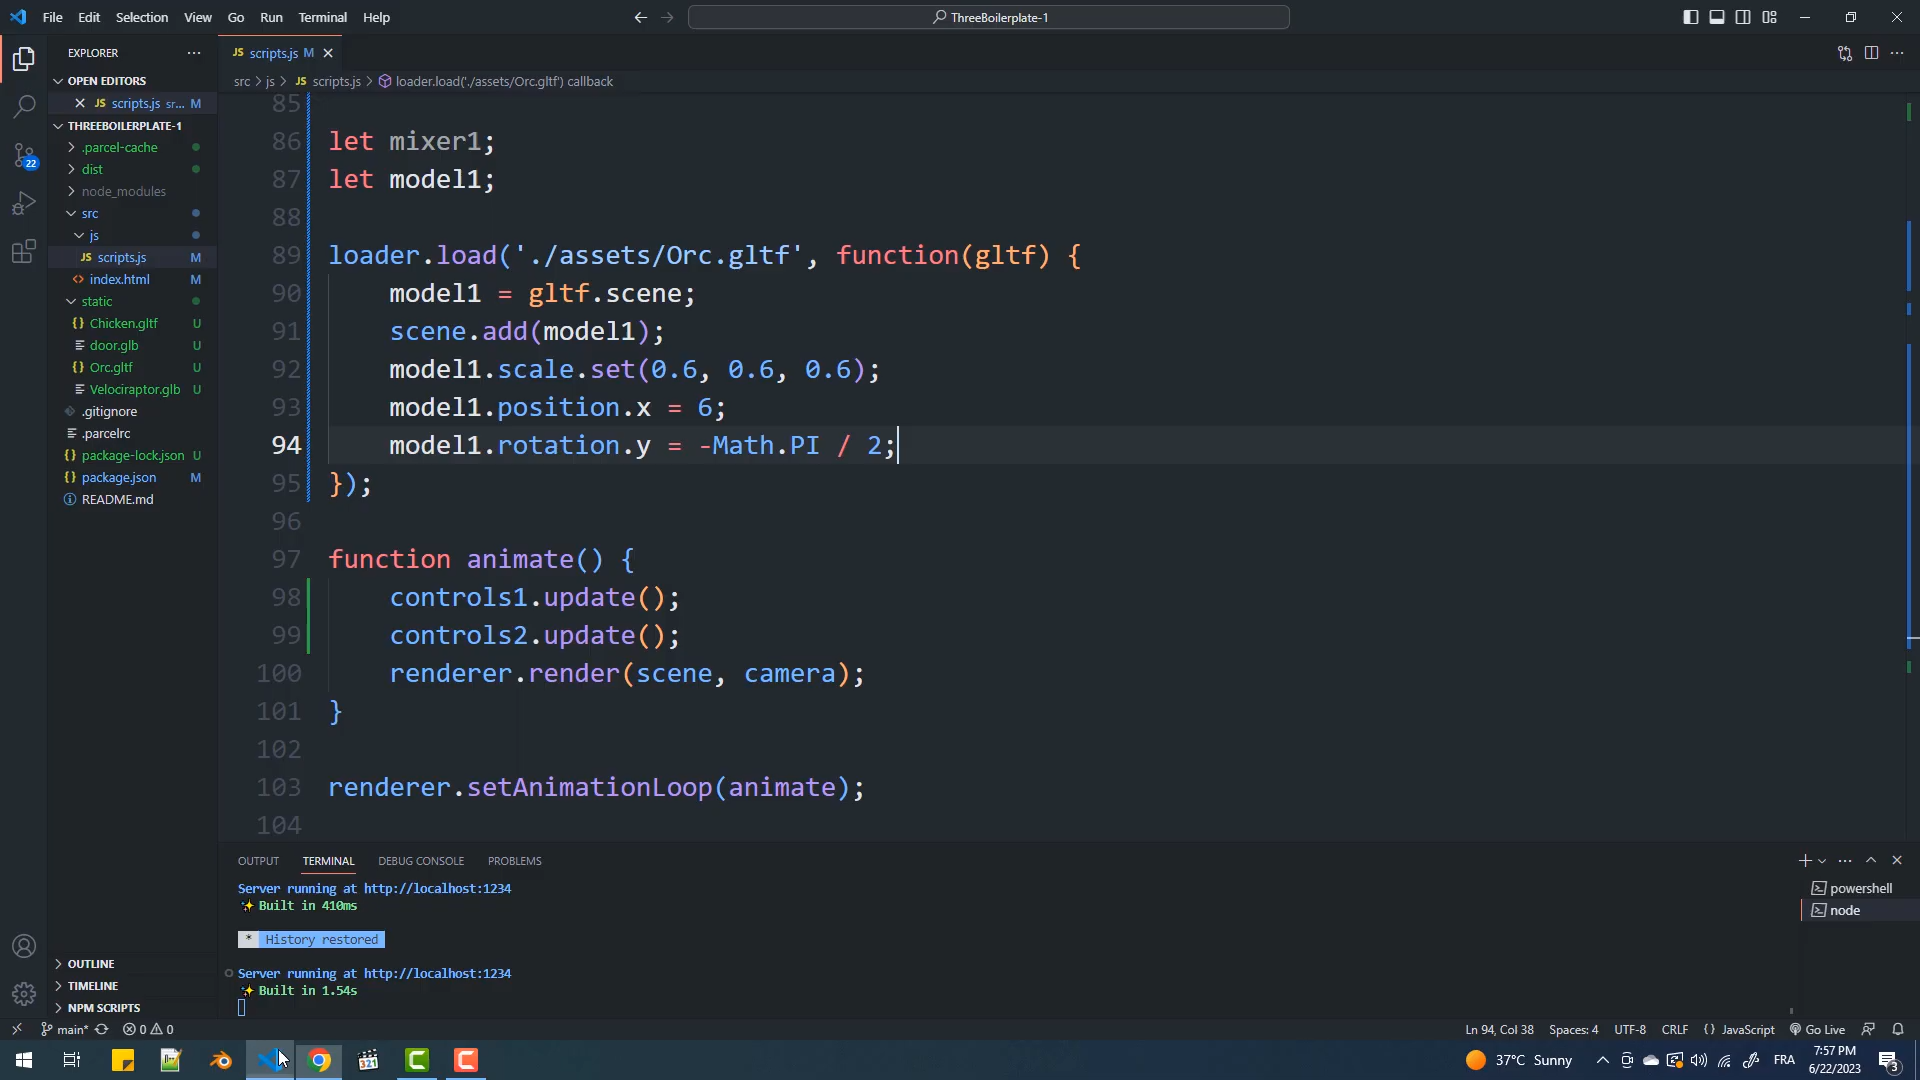 File Edit Selection View Go Run Terminal Help
ThreeBoilerplate-1
EXPLORER
OPEN EDITORS
JS scripts.js sr... M
THREEBOILERPLATE-1
.parcel-cache
dist
node_modules
src
js
JS scripts.js M
index.html M
static
{} Chicken.gltf U
door.glb U
{} Orc.gltf U
Velociraptor.glb U
.gitignore
.parcelrc
{} package-lock.json U
{} package.json M
README.md
OUTLINE
TIMELINE
NPM SCRIPTS
22
JS scripts.js M
src > js > JS scripts.js > loader.load('./assets/Orc.gltf') callback
85
86 let mixer1;
87 let model1;
88
89 loader.load('./assets/Orc.gltf', function(gltf) {
90 model1 = gltf.scene;
91 scene.add(model1);
92 model1.scale.set(0.6, 0.6, 0.6);
93 model1.position.x = 6;
94 model1.rotation.y = -Math.PI / 2;
95 });
96
97 function animate() {
98 controls1.update();
99 controls2.update();
100 renderer.render(scene, camera);
101 }
102
103 renderer.setAnimationLoop(animate);
104
OUTPUT TERMINAL DEBUG CONSOLE PROBLEMS
Server running at http://localhost:1234
✨ Built in 410ms
* History restored
Server running at http://localhost:1234
✨ Built in 1.54s
powershell
node
main* 0 0
Ln 94, Col 38 Spaces: 4 UTF-8 CRLF {} JavaScript Go Live
37°C Sunny
FRA
7:57 PM
6/22/2023
3